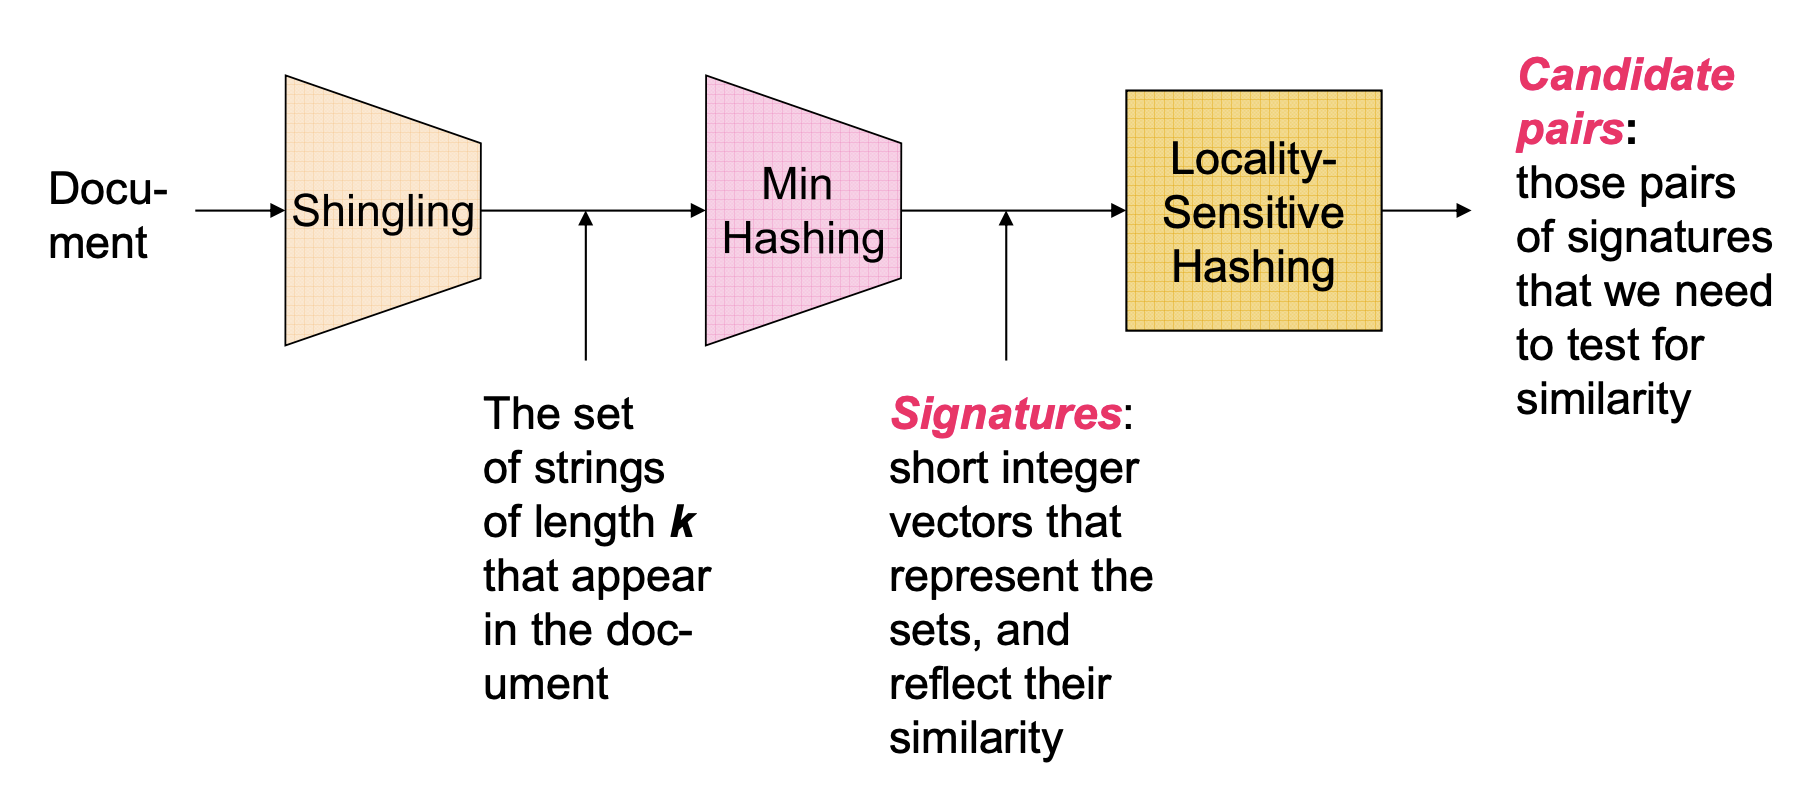 Docu-
ment
Shingling
The set
of strings
of length k
that appear
in the doc-
ument
Min
Hashing
Signatures:
short integer
vectors that
represent the
sets, and
reflect their
similarity
Locality-
Sensitive
Hashing
Candidate
pairs:
those pairs
of signatures
that we need
to test for
similarity